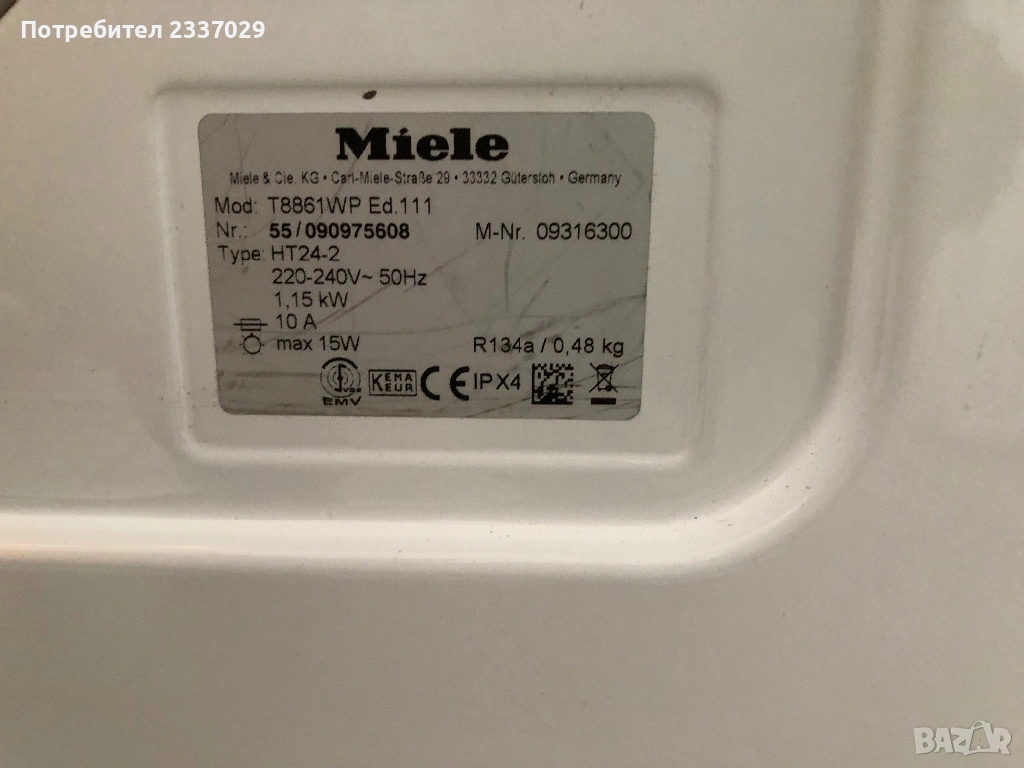 Потребител 2337029
Miele
Miele & Cie. KG • Carl-Miele-Straße 29 • 33332 Gütersloh • Germany
Mod: T8861WP Ed.111
Nr.: 55/090975608 M-Nr. 09316300
Type: HT24-2
220-240V~ 50Hz
1,15 kW
10 A
max 15W R134a / 0,48 kg
VDE
EMV
KEMA
KEUR
CE IPX4
BAZAR